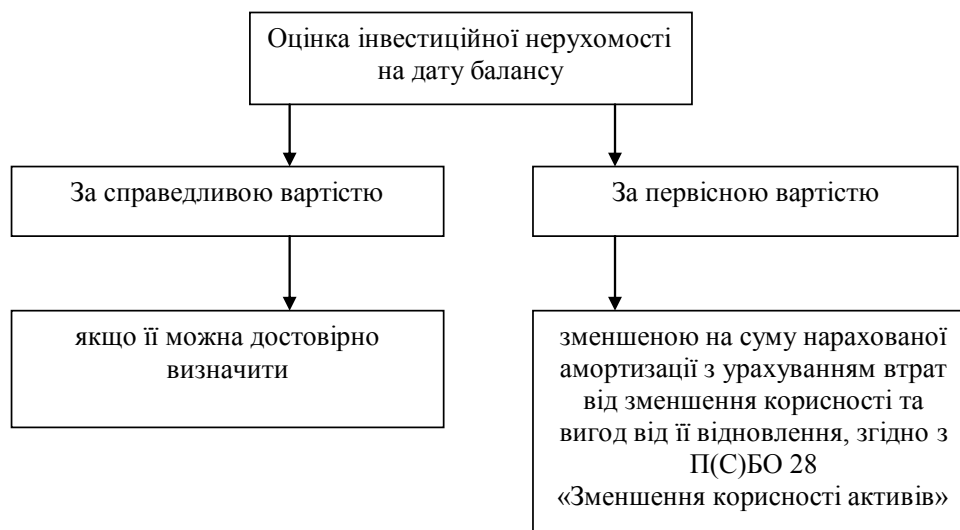 Оцінка інвестиційної нерухомості
на дату балансу
За справедливою вартістю
За первісною вартістю
якщо її можна достовірно
визначити
зменшеною на суму нарахованої
амортизації з урахуванням втрат
від зменшення корисності та
вигод від її відновлення, згідно з
П(С)БО 28
«Зменшення корисності активів»